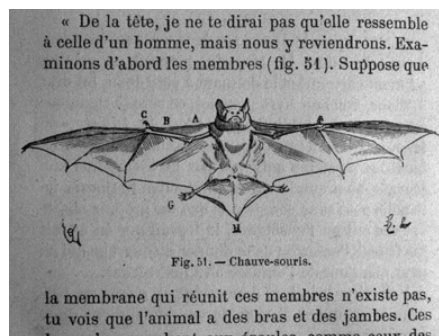 « De la tête, je ne te dirai pas qu'elle ressemble
à celle d'un homme, mais nous y reviendrons. Exa-
minons d'abord les membres (fig. 51). Suppose que
C B A
G
M
Fig. 51. — Chauve-souris.
la membrane qui réunit ces membres n'existe pas,
tu vois que l'animal a des bras et des jambes. Ces